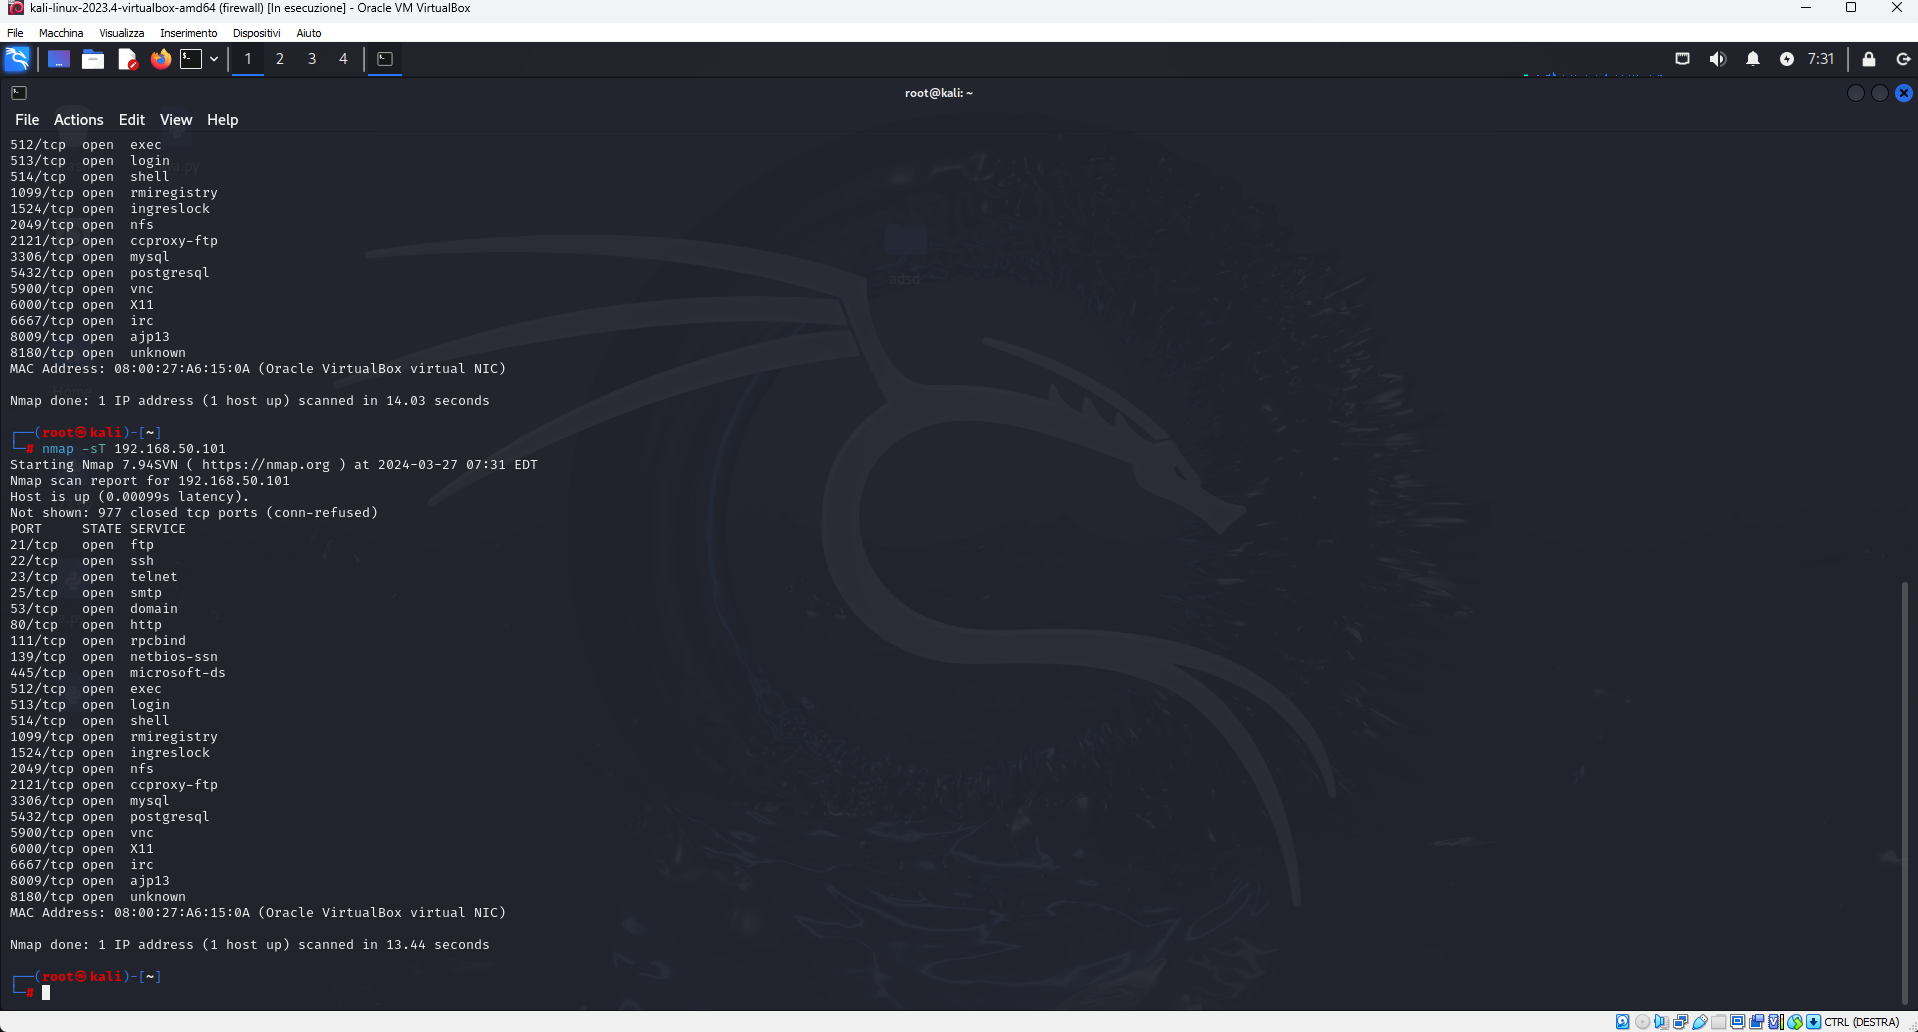 kali-linux-2023.4-virtualbox-amd64 (firewall) [In esecuzione] - Oracle VM VirtualBox
File Macchina Visualizza Inserimento Dispositivi Aiuto
1 2 3 4 7:31
root@kali: ~
File Actions Edit View Help
512/tcp open exec
513/tcp open login
514/tcp open shell
1099/tcp open rmiregistry
1524/tcp open ingreslock
2049/tcp open nfs
2121/tcp open ccproxy-ftp
3306/tcp open mysql
5432/tcp open postgresql
5900/tcp open vnc
6000/tcp open X11
6667/tcp open irc
8009/tcp open ajp13
8180/tcp open unknown
MAC Address: 08:00:27:A6:15:0A (Oracle VirtualBox virtual NIC)
Nmap done: 1 IP address (1 host up) scanned in 14.03 seconds
┌──(root㉿kali)-[~]
└─# nmap -sT 192.168.50.101
Starting Nmap 7.94SVN ( https://nmap.org ) at 2024-03-27 07:31 EDT
Nmap scan report for 192.168.50.101
Host is up (0.00099s latency).
Not shown: 977 closed tcp ports (conn-refused)
PORT STATE SERVICE
21/tcp open ftp
22/tcp open ssh
23/tcp open telnet
25/tcp open smtp
53/tcp open domain
80/tcp open http
111/tcp open rpcbind
139/tcp open netbios-ssn
445/tcp open microsoft-ds
512/tcp open exec
513/tcp open login
514/tcp open shell
1099/tcp open rmiregistry
1524/tcp open ingreslock
2049/tcp open nfs
2121/tcp open ccproxy-ftp
3306/tcp open mysql
5432/tcp open postgresql
5900/tcp open vnc
6000/tcp open X11
6667/tcp open irc
8009/tcp open ajp13
8180/tcp open unknown
MAC Address: 08:00:27:A6:15:0A (Oracle VirtualBox virtual NIC)
Nmap done: 1 IP address (1 host up) scanned in 13.44 seconds
┌──(root㉿kali)-[~]
└─#
adsd
CTRL (DESTRA)